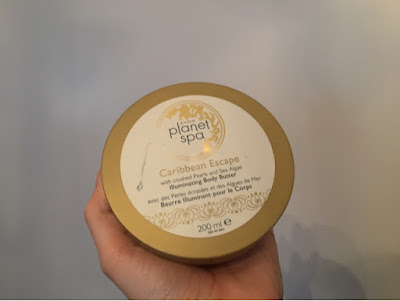 AVON
planet
spa
Caribbean Escape
with crushed Pearls and Sea Algae
Illuminating Body Butter
avec des Perles écrasées et des Algues de Mer
Beurre Illuminant pour le Corps
200 ml e